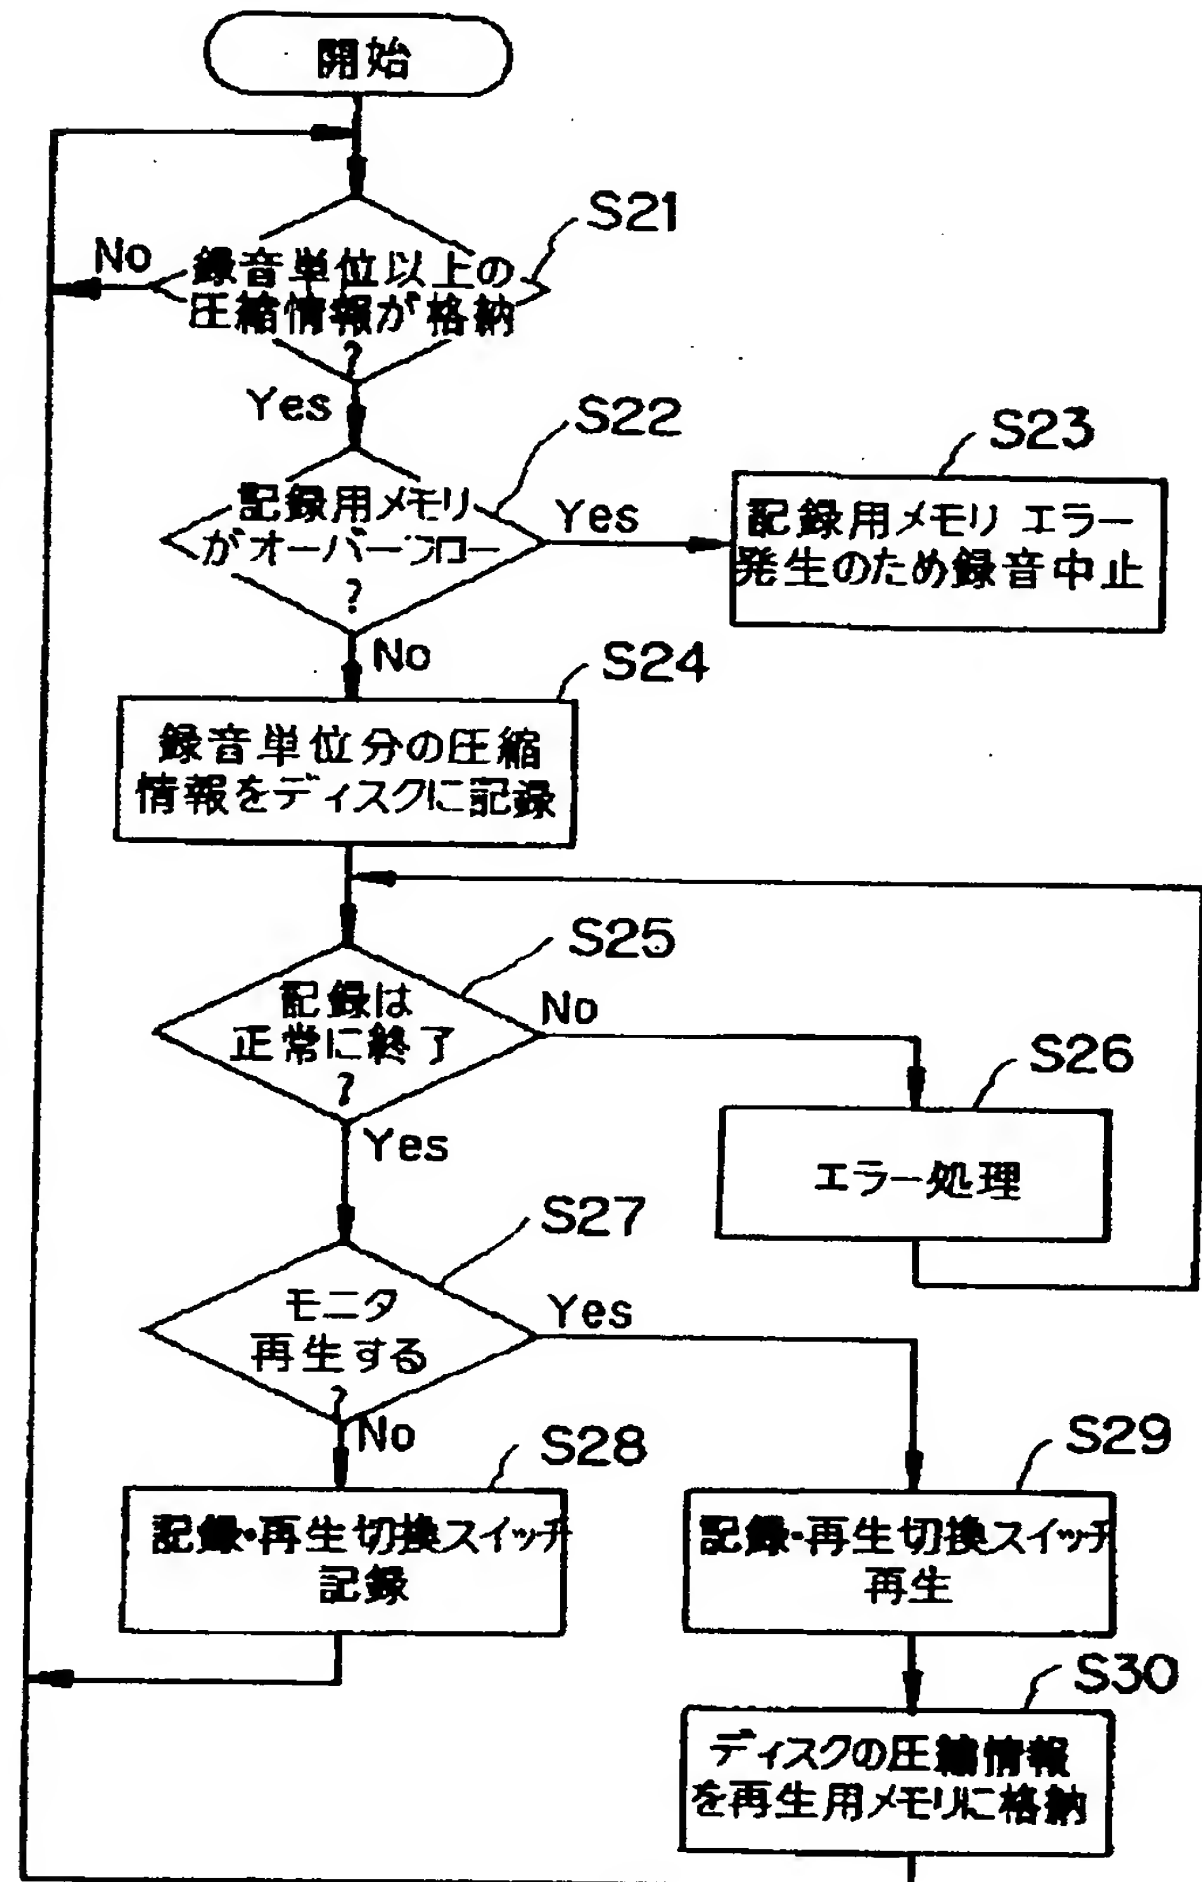 開始
S21
No
録音単位以上の
圧縮情報が格納
?
Yes
S22
記録用メモリ
がオーバーフロー
?
Yes
S23
記録用メモリ エラー
発生のため録音中止
No
S24
録音単位分の圧縮
情報をディスクに記録
S25
記録は
正常に終了
?
No
S26
エラー処理
Yes
S27
モニタ
再生する
?
Yes
No
S28
記録・再生切換スイッチ
記録
S29
記録・再生切換スイッチ
再生
S30
ディスクの圧縮情報
を再生用メモリに格納